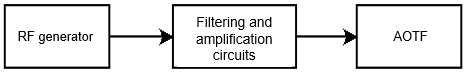 RF generator
Filtering and
amplification
circuits
AOTF